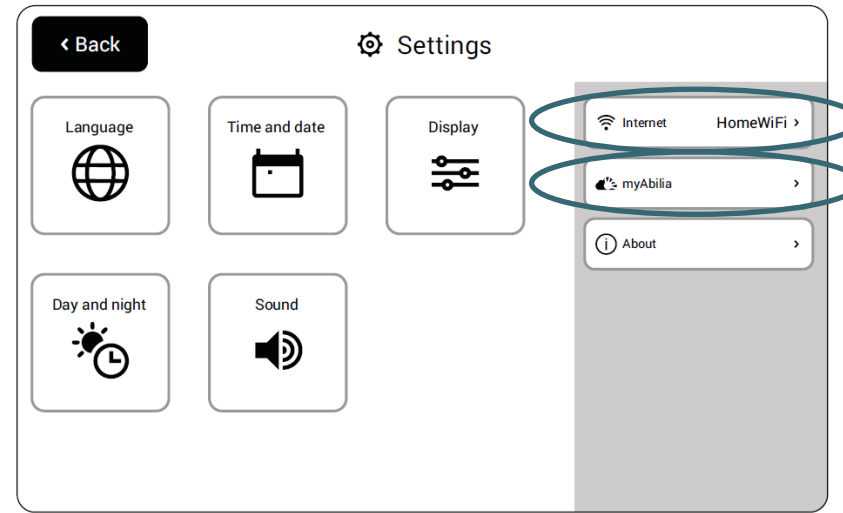 ‹ Back
Settings
Language
Time and date
Display
Day and night
Sound
Internet HomeWiFi ›
myAbilia ›
About ›